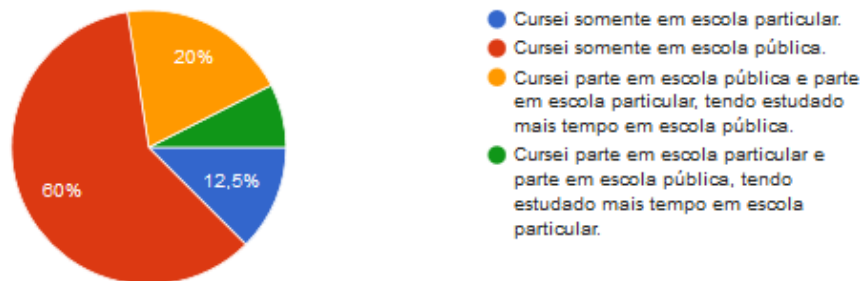 20%
12,5%
60%
Cursei somente em escola particular.
Cursei somente em escola pública.
Cursei parte em escola pública e parte
em escola particular, tendo estudado
mais tempo em escola pública.
Cursei parte em escola particular e
parte em escola pública, tendo
estudado mais tempo em escola
particular.